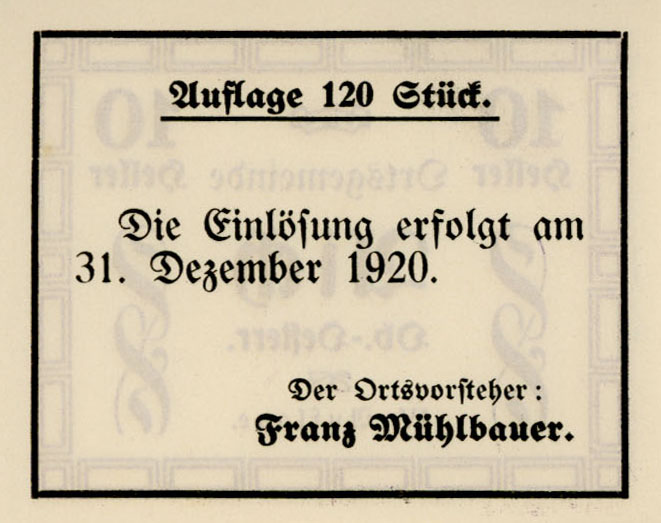 Auflage 120 Stück.
Die Einlösung erfolgt am
31. Dezember 1920.
Der Ortsvorsteher:
Franz Mühlbauer.